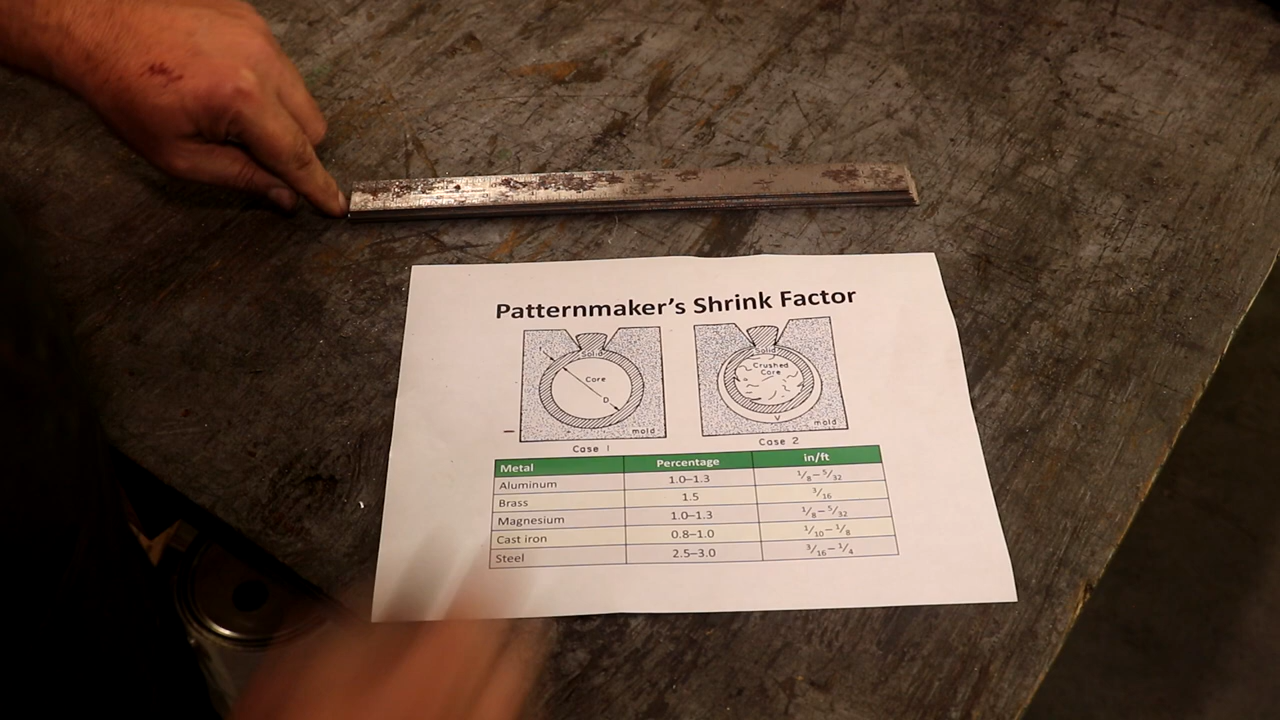 Patternmaker's Shrink Factor
Solid
Core
D
mold
Case 1
Solid
Crushed
Core
V
mold
Case 2
Metal Percentage in/ft
Aluminum 1.0–1.3 1/8–5/32
Brass 1.5 3/16
Magnesium 1.0–1.3 1/8–5/32
Cast iron 0.8–1.0 1/10–1/8
Steel 2.5–3.0 3/16–1/4